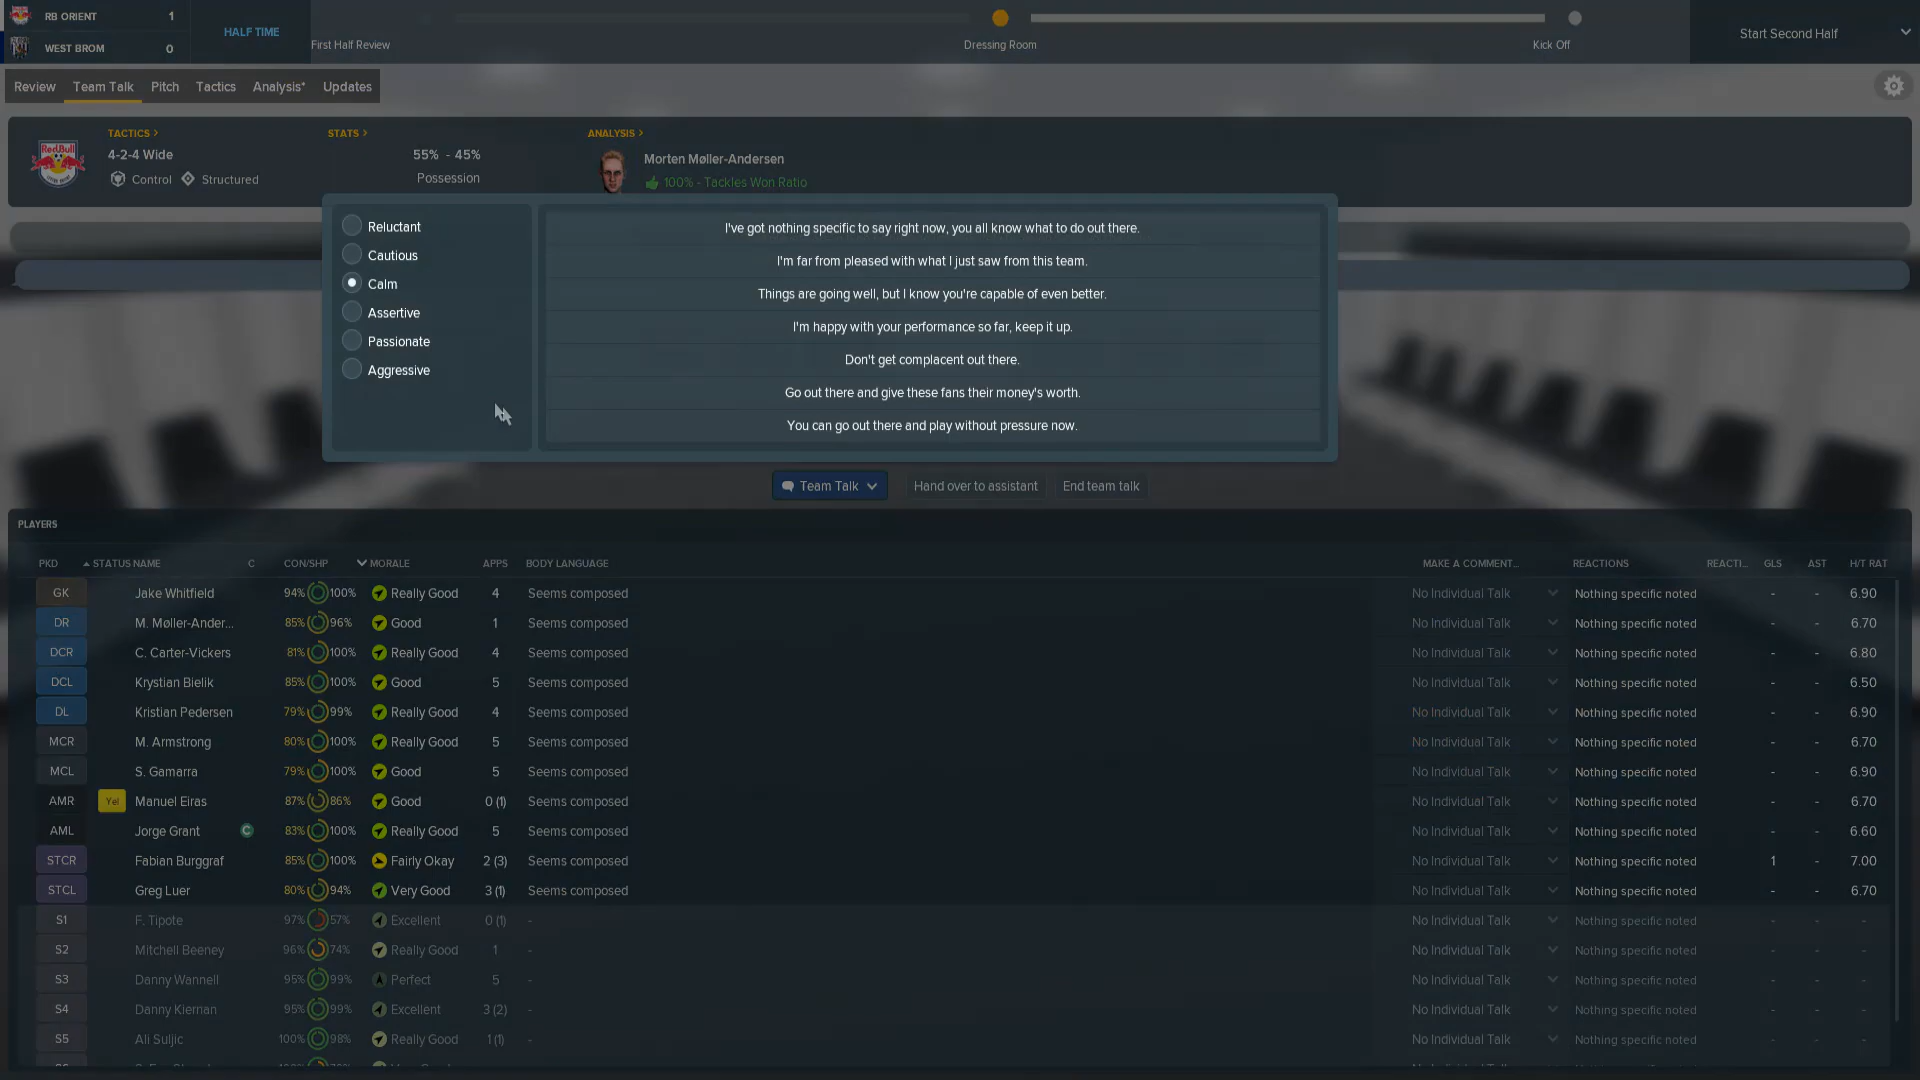 RB ORIENT 1
WEST BROM 0
HALF TIME
First Half Review
Dressing Room
Kick Off
Start Second Half
Review Team Talk Pitch Tactics Analysis* Updates
TACTICS >
4-2-4 Wide
Control Structured
STATS >
55% - 45%
Possession
ANALYSIS >
Morten Møller-Andersen
100% - Tackles Won Ratio
Reluctant
Cautious
Calm
Assertive
Passionate
Aggressive
I've got nothing specific to say right now, you all know what to do out there.
I'm far from pleased with what I just saw from this team.
Things are going well, but I know you're capable of even better.
I'm happy with your performance so far, keep it up.
Don't get complacent out there.
Go out there and give these fans their money's worth.
You can go out there and play without pressure now.
Team Talk Hand over to assistant End team talk
PLAYERS
PKD STATUS NAME C CON/SHP MORALE APPS BODY LANGUAGE MAKE A COMMENT... REACTIONS REACTI... GLS AST H/T RAT
GK Jake Whitfield 94% 100% Really Good 4 Seems composed No Individual Talk Nothing specific noted - - 6.90
DR M. Møller-Ander... 85% 96% Good 1 Seems composed No Individual Talk Nothing specific noted - - 6.70
DCR C. Carter-Vickers 81% 100% Really Good 4 Seems composed No Individual Talk Nothing specific noted - - 6.80
DCL Krystian Bielik 85% 100% Good 5 Seems composed No Individual Talk Nothing specific noted - - 6.50
DL Kristian Pedersen 79% 99% Really Good 4 Seems composed No Individual Talk Nothing specific noted - - 6.90
MCR M. Armstrong 80% 100% Really Good 5 Seems composed No Individual Talk Nothing specific noted - - 6.70
MCL S. Gamarra 79% 100% Good 5 Seems composed No Individual Talk Nothing specific noted - - 6.90
AMR Yel Manuel Eiras 87% 86% Good 0 (1) Seems composed No Individual Talk Nothing specific noted - - 6.70
AML Jorge Grant C 83% 100% Really Good 5 Seems composed No Individual Talk Nothing specific noted - - 6.60
STCR Fabian Burggraf 85% 100% Fairly Okay 2 (3) Seems composed No Individual Talk Nothing specific noted 1 - 7.00
STCL Greg Luer 80% 94% Very Good 3 (1) Seems composed No Individual Talk Nothing specific noted - - 6.70
S1 F. Tipote 97% 57% Excellent 0 (1) - No Individual Talk Nothing specific noted - - -
S2 Mitchell Beeney 96% 74% Really Good 1 - No Individual Talk Nothing specific noted - - -
S3 Danny Wannell 95% 99% Perfect 5 - No Individual Talk Nothing specific noted - - -
S4 Danny Kiernan 95% 99% Excellent 3 (2) - No Individual Talk Nothing specific noted - - -
S5 Ali Suljic 100% 98% Really Good 1 (1) - No Individual Talk Nothing specific noted - - -